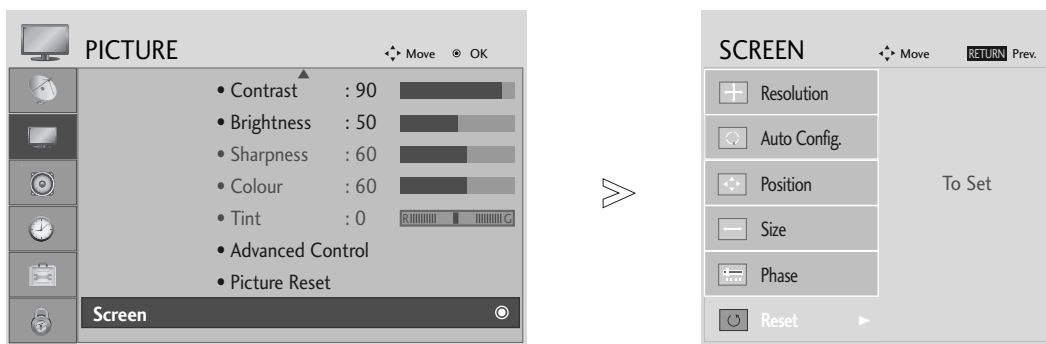 PICTURE Move OK
• Contrast : 90
• Brightness : 50
• Sharpness : 60
• Colour : 60
• Tint : 0 R G
• Advanced Control
• Picture Reset
Screen
SCREEN Move RETURN Prev.
Resolution
Auto Config.
Position
Size
Phase
Reset
To Set